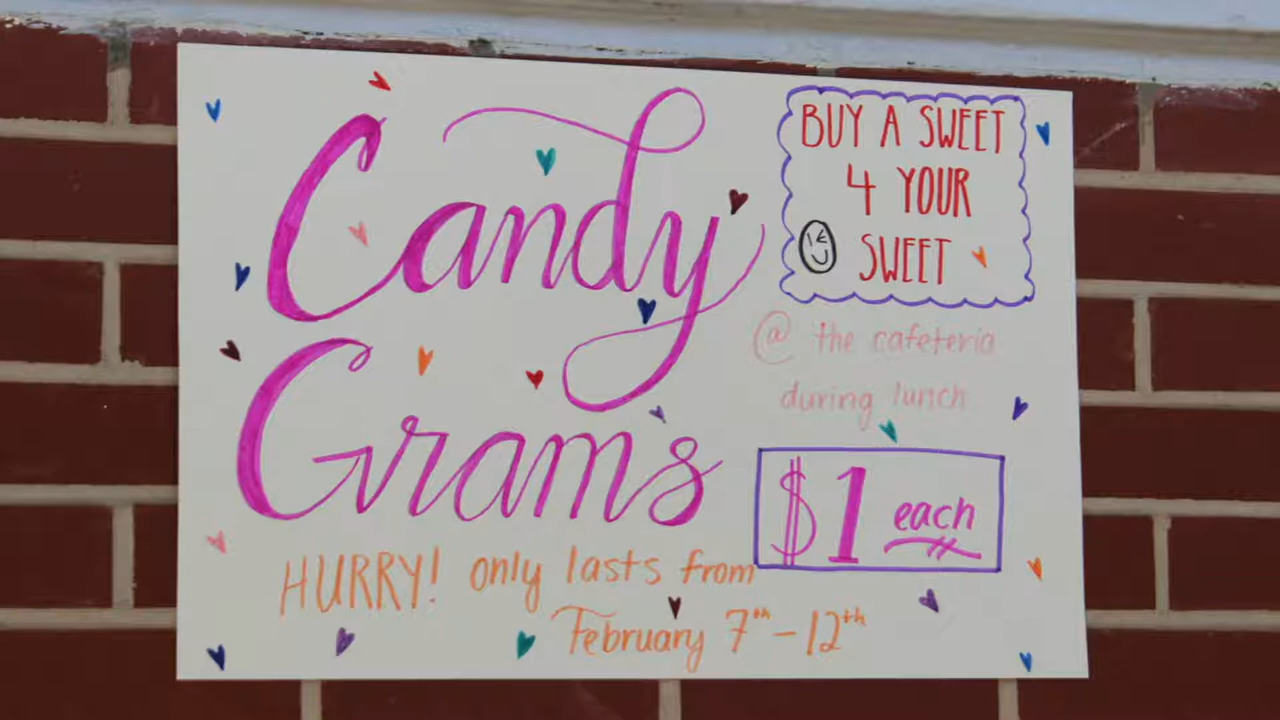 Candy
Grams
BUY A SWEET
4 YOUR
SWEET
@ the cafeteria
during lunch
$1 each
HURRY! only lasts from
February 7th - 12th